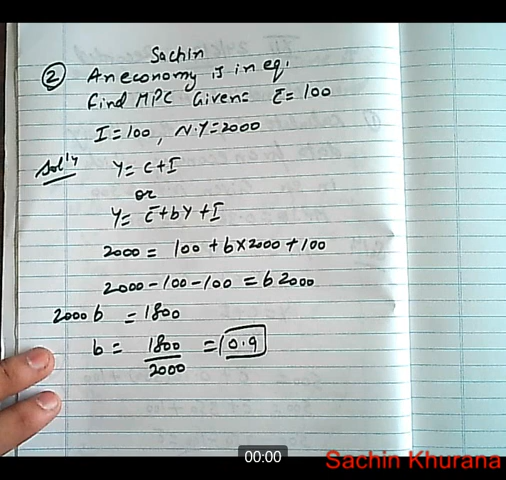 Sachin
② An economy is in eq.
find MPC Given= C̅= 100
I=100, N.Y=2000
Sol'y Y= C+I
or
Y= C̅+bY+I
2000 = 100+b×2000+100
2000-100-100 = b 2000
2000 b = 1800
b = 1800/2000 = 0.9
00:00
Sachin Khurana